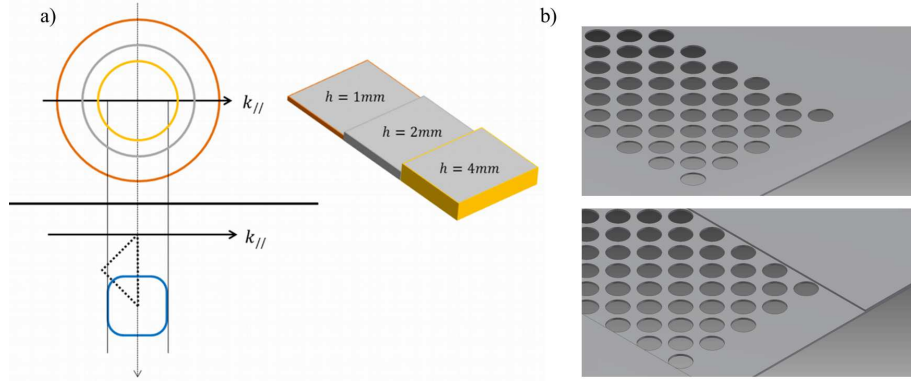 a)
b)
k//
h = 1mm
h = 2mm
h = 4mm
k//